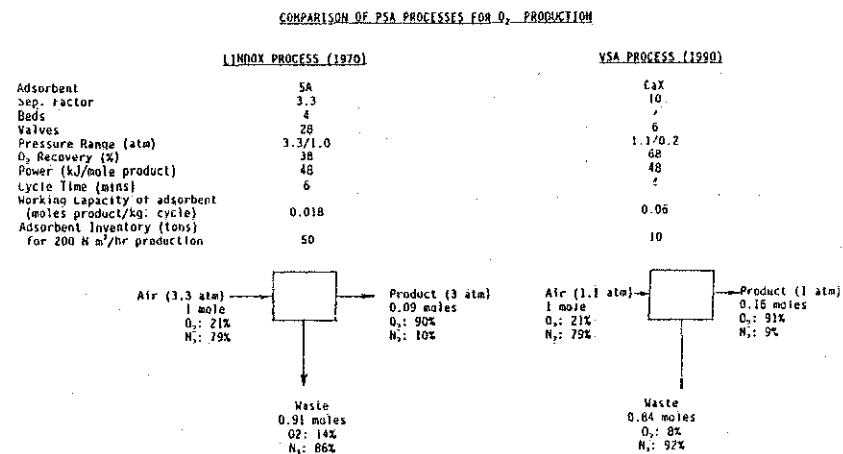 COMPARISON OF PSA PROCESSES FOR O₂ PRODUCTION
LINDOX PROCESS (1970) VSA PROCESS (1990)
Adsorbent 5A CaX
Sep. Factor 3.3 10
Beds 4
Valves 28 6
Pressure Range (atm) 3.3/1.0 1.1/0.2
O₂ Recovery (%) 38 68
Power (kJ/mole product) 48 48
Cycle Time (mins) 6
Working Capacity of adsorbent
(moles product/kg. cycle) 0.018 0.06
Adsorbent Inventory (tons)
for 200 N m³/hr production 50 10
Air (3.3 atm) Product (3 atm) Air (1.1 atm) Product (1 atm)
1 mole 0.09 moles 1 mole 0.16 moles
O₂: 21% O₂: 90% O₂: 21% O₂: 91%
N₂: 79% N₂: 10% N₂: 79% N₂: 9%
Waste Waste
0.91 moles 0.84 moles
O2: 14% O₂: 8%
N₂: 86% N₂: 92%